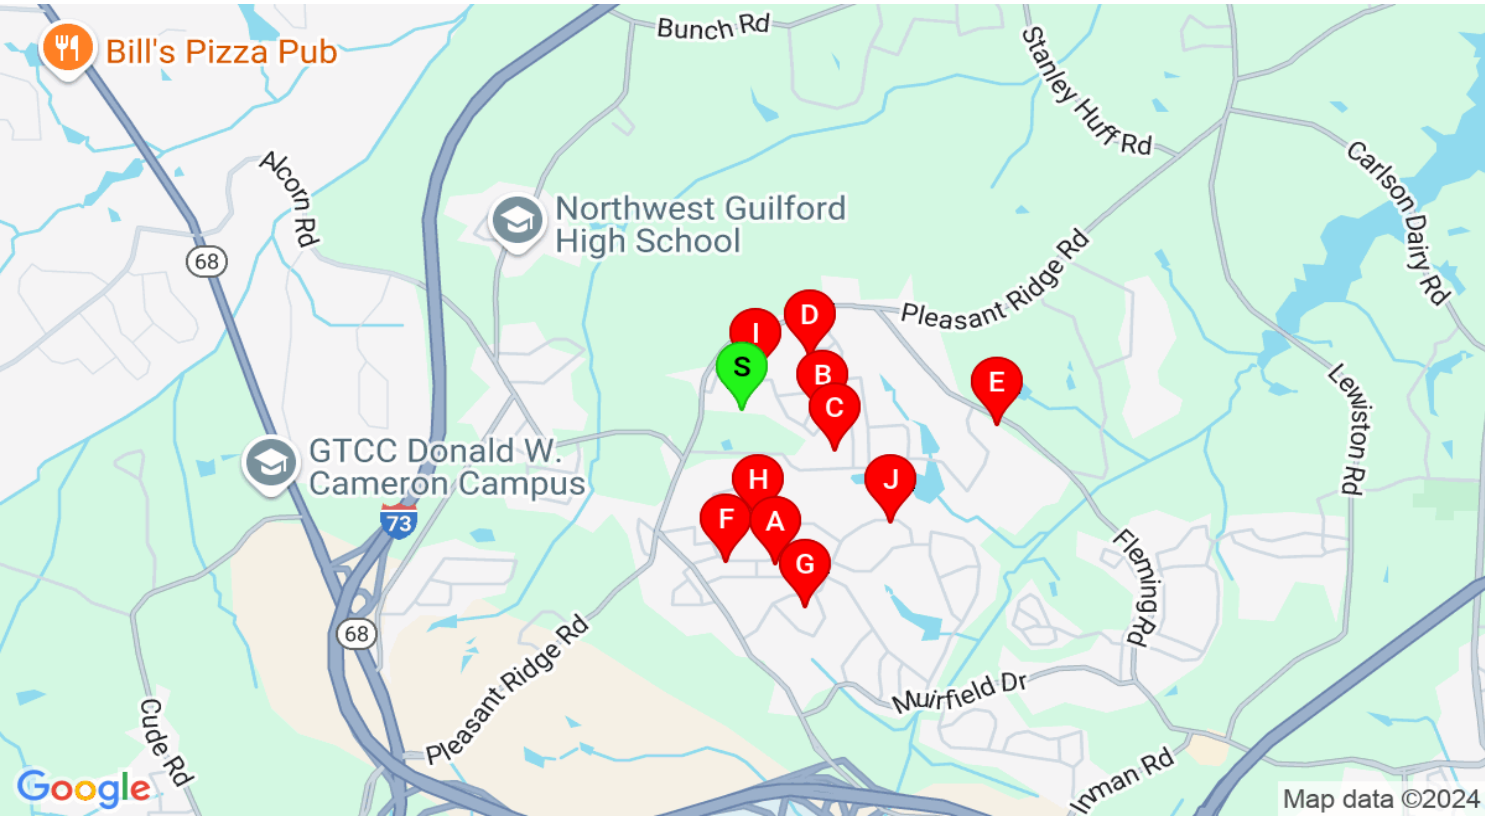 Bunch Rd
Bill's Pizza Pub
Stanley Huff Rd
Alcorn Rd
Carlson Dairy Rd
Northwest Guilford
High School
68
Pleasant Ridge Rd
D
I
S
B
E
C
Lewiston Rd
GTCC Donald W.
Cameron Campus
H
J
F
A
73
G
Fleming Rd
68
Pleasant Ridge Rd
Muirfield Dr
Cude Rd
Inman Rd
Google
Map data ©2024